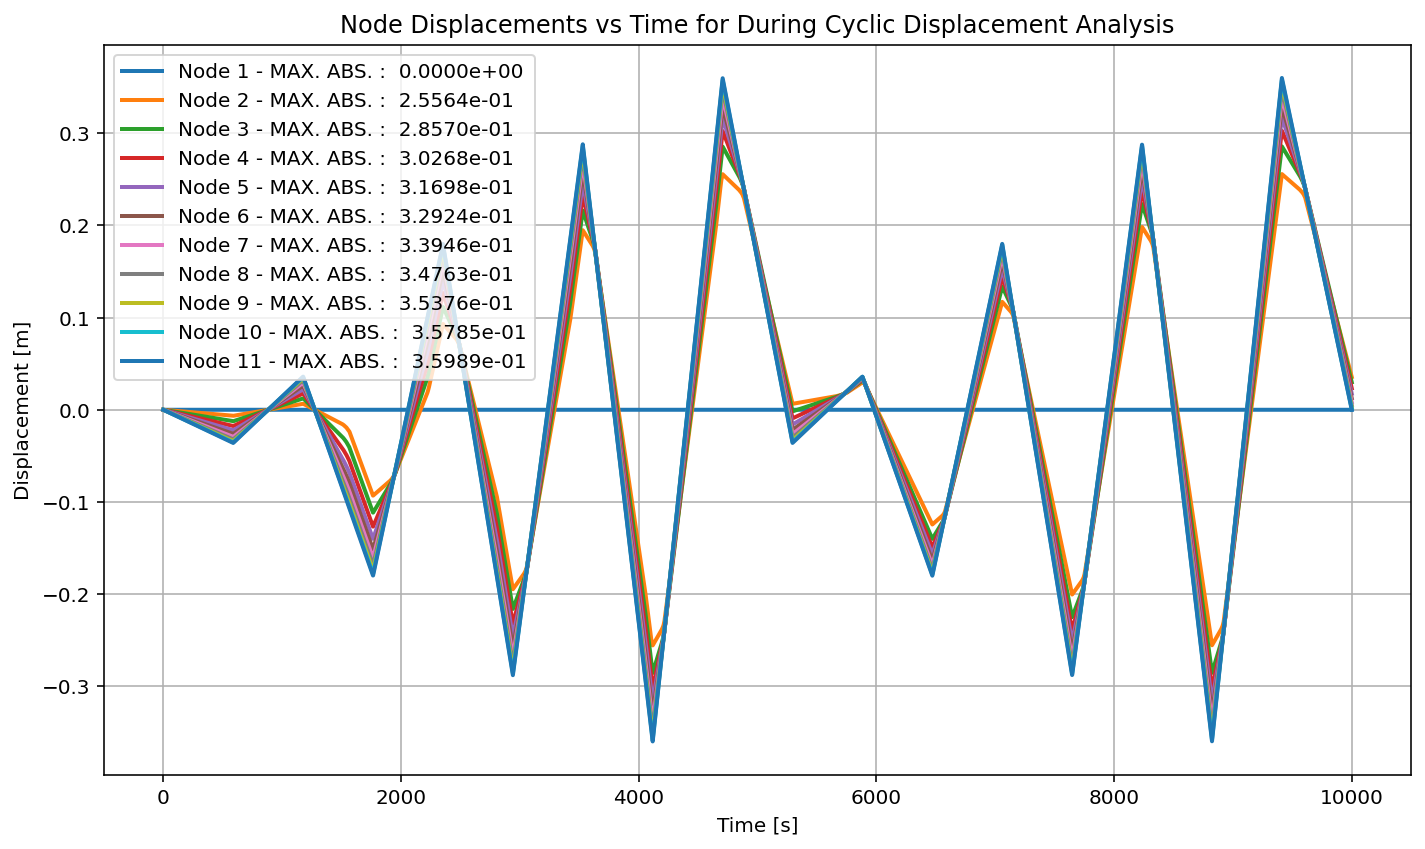 Node Displacements vs Time for During Cyclic Displacement Analysis
Node 1 - MAX. ABS. : 0.0000e+00
Node 2 - MAX. ABS. : 2.5564e-01
Node 3 - MAX. ABS. : 2.8570e-01
Node 4 - MAX. ABS. : 3.0268e-01
Node 5 - MAX. ABS. : 3.1698e-01
Node 6 - MAX. ABS. : 3.2924e-01
Node 7 - MAX. ABS. : 3.3946e-01
Node 8 - MAX. ABS. : 3.4763e-01
Node 9 - MAX. ABS. : 3.5376e-01
Node 10 - MAX. ABS. : 3.5785e-01
Node 11 - MAX. ABS. : 3.5989e-01
Displacement [m]
0.3
0.2
0.1
0.0
−0.1
−0.2
−0.3
0 2000 4000 6000 8000 10000
Time [s]